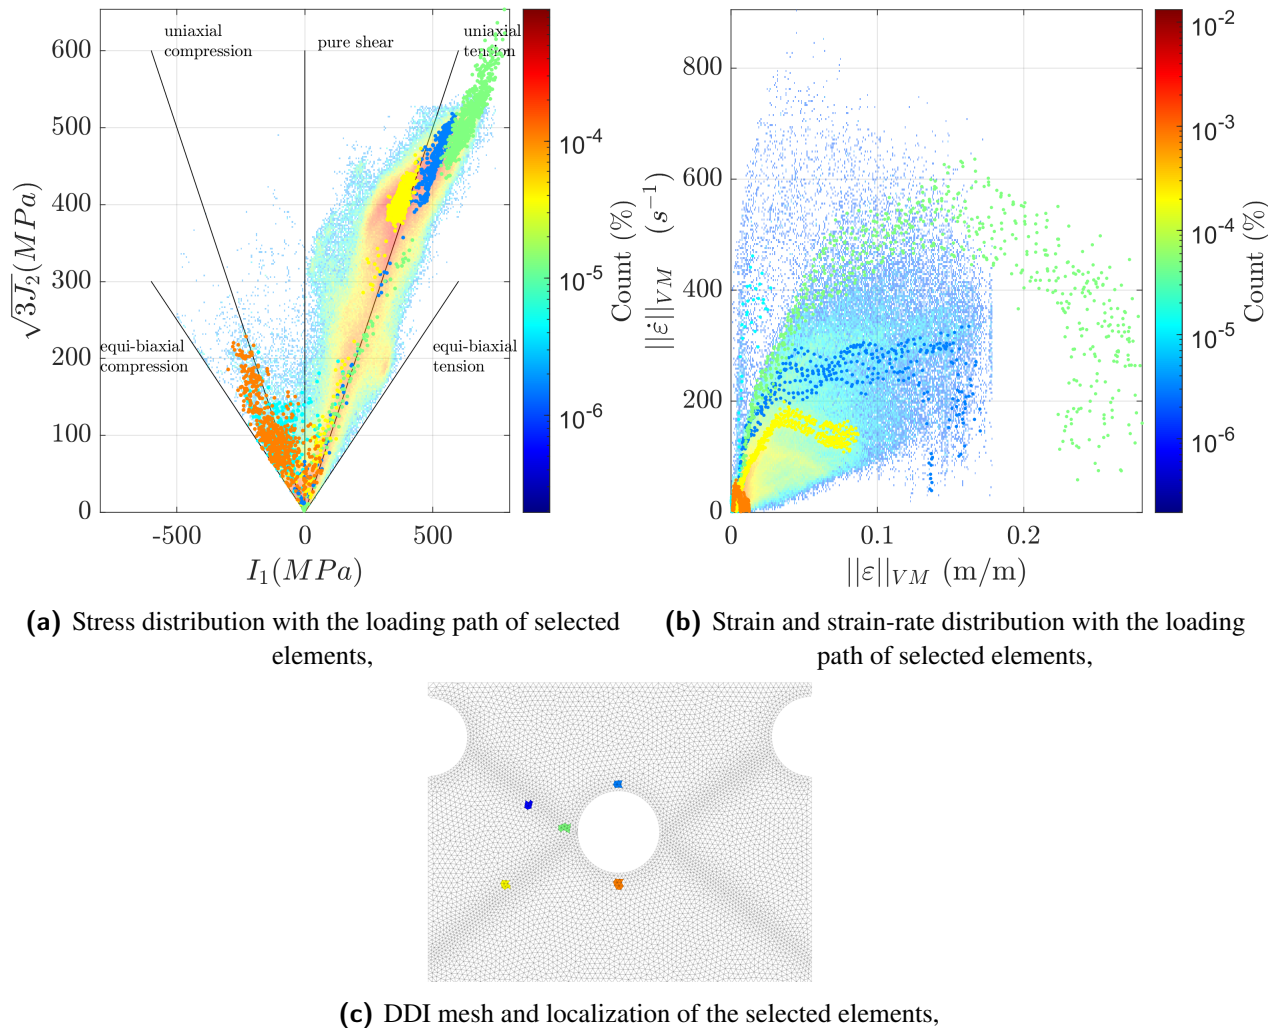 600
500
400
300
200
100
0
-500
0
500
√3J₂(MPa)
I₁(MPa)
uniaxial
compression
pure shear
uniaxial
tension
equi-biaxial
compression
equi-biaxial
tension
10⁻⁴
10⁻⁵
10⁻⁶
Count (%)
800
600
400
200
0
0
0.1
0.2
||ε̇||VM (s⁻¹)
||ε||VM (m/m)
10⁻²
10⁻³
10⁻⁴
10⁻⁵
10⁻⁶
Count (%)
(a) Stress distribution with the loading path of selected
elements,
(b) Strain and strain-rate distribution with the loading
path of selected elements,
(c) DDI mesh and localization of the selected elements,